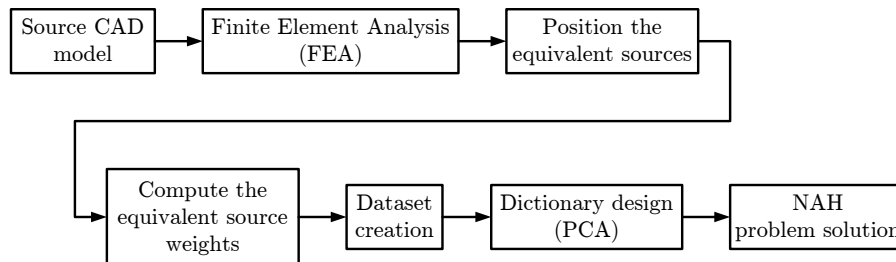 Source CAD
model
Finite Element Analysis
(FEA)
Position the
equivalent sources
Compute the
equivalent source
weights
Dataset
creation
Dictionary design
(PCA)
NAH
problem solution